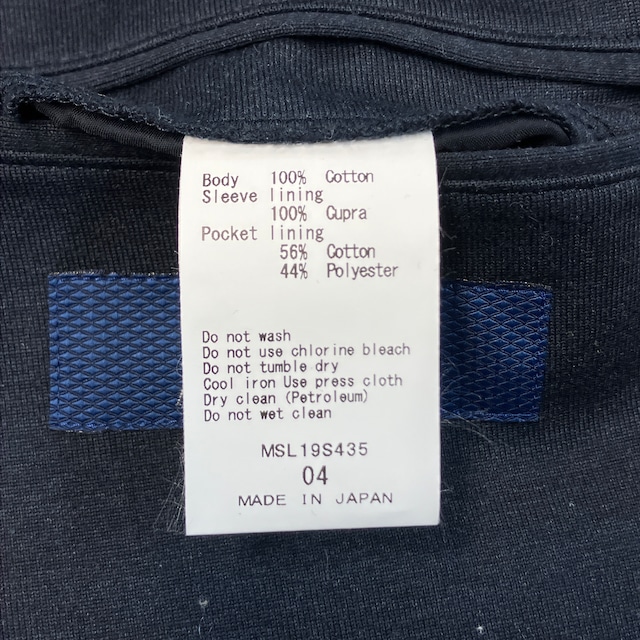 Body 100% Cotton
Sleeve lining
100% Cupra
Pocket lining
56% Cotton
44% Polyester
Do not wash
Do not use chlorine bleach
Do not tumble dry
Cool iron Use press cloth
Dry clean (Petroleum)
Do not wet clean
MSL19S435
04
MADE IN JAPAN